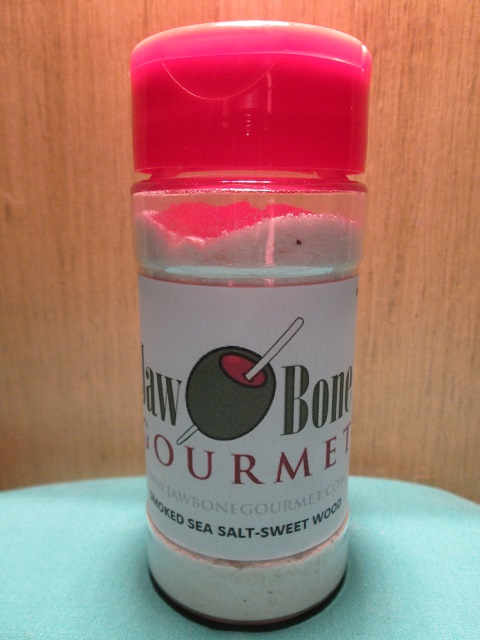 Jaw Bone
GOURMET
www.JAWBONEGOURMET.COM
SMOKED SEA SALT-SWEET WOOD